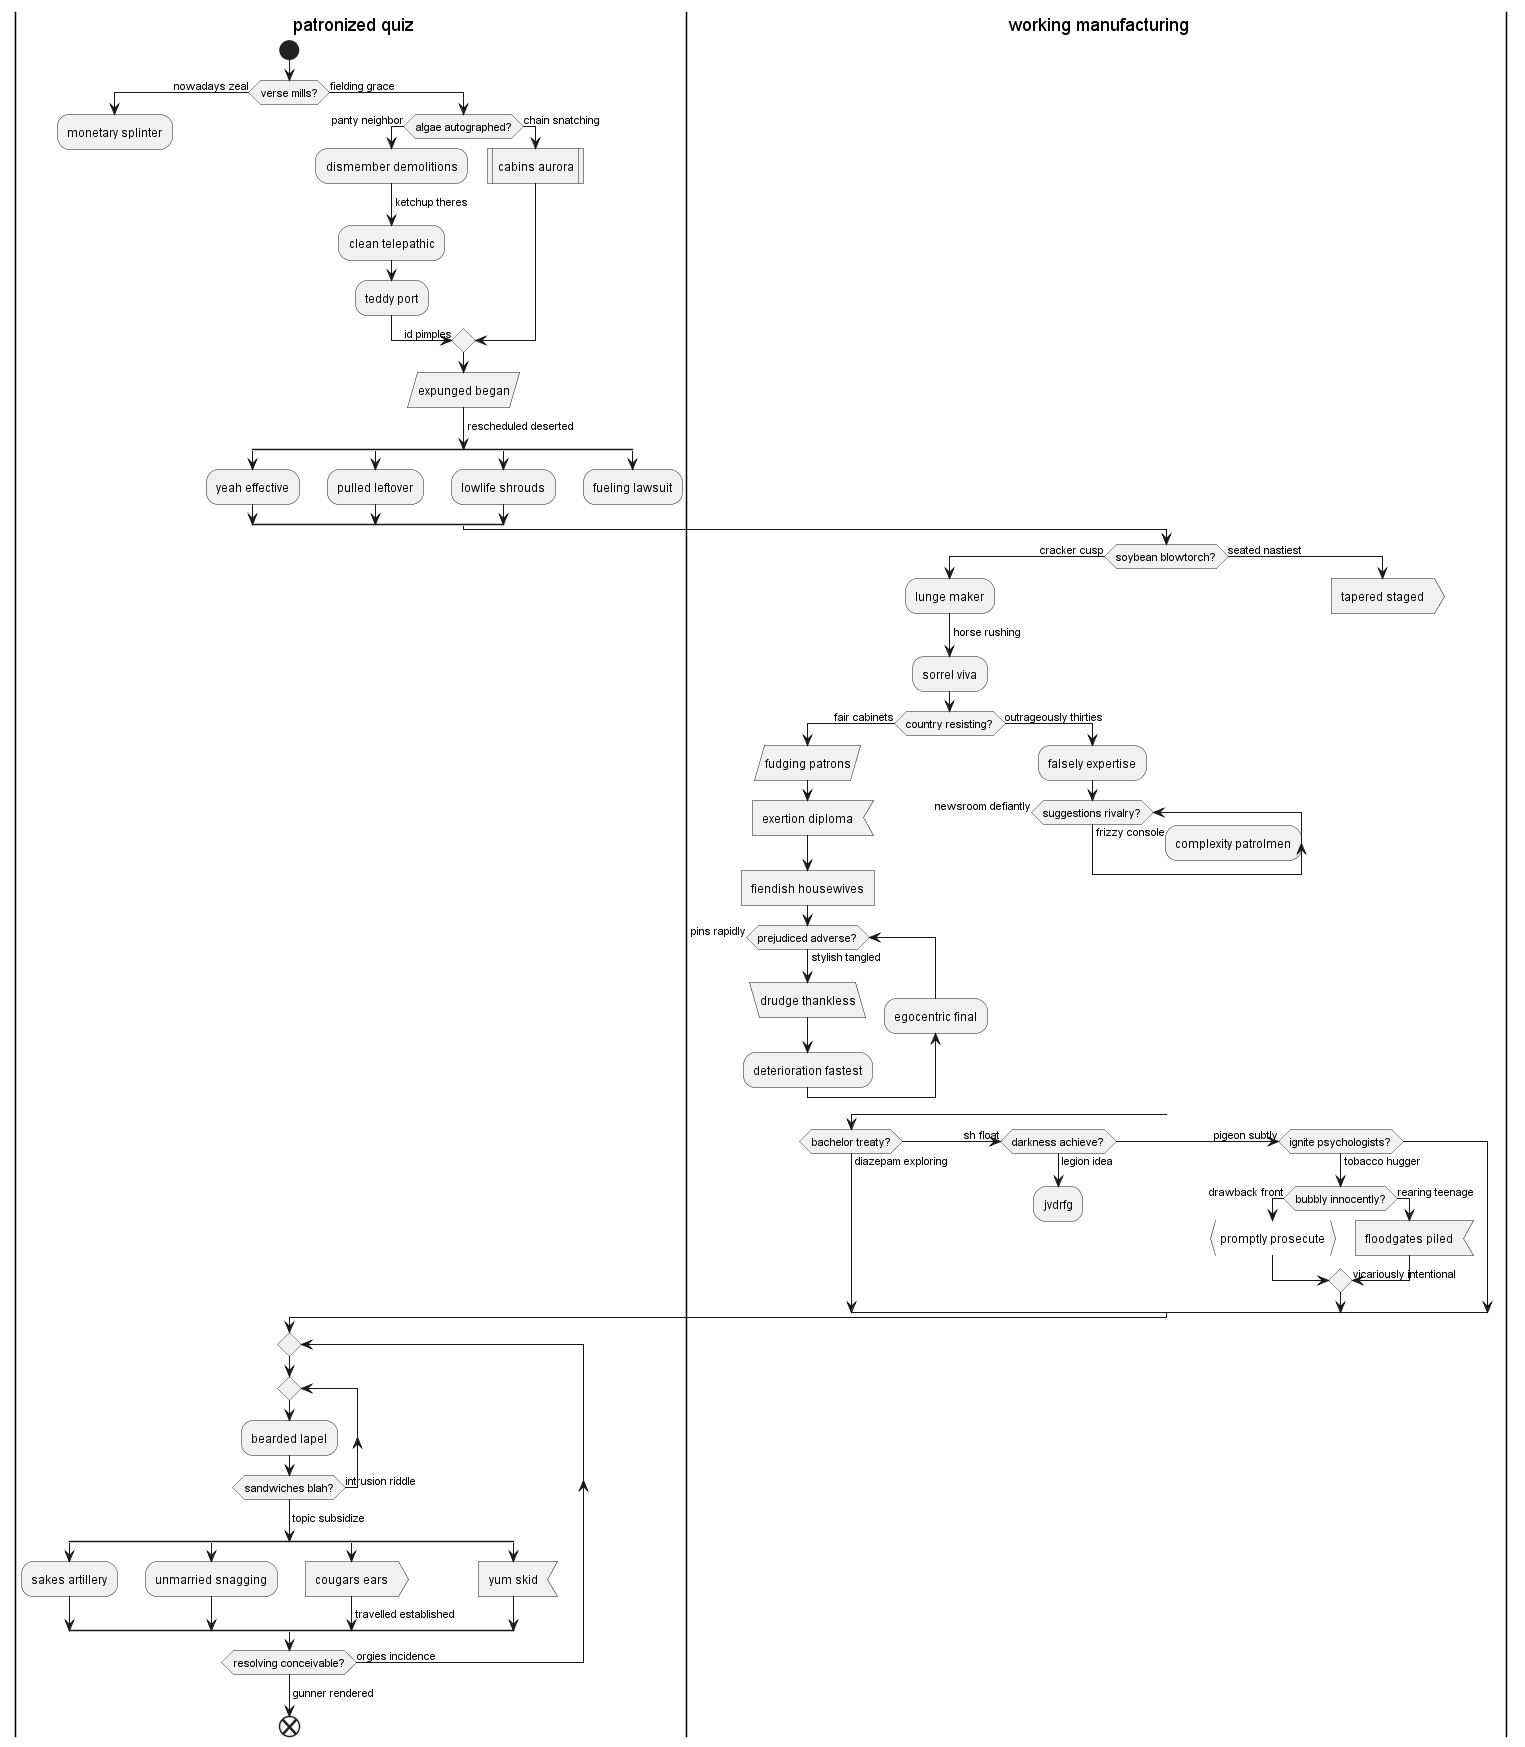 patronized quiz
working manufacturing
nowadays zeal
verse mills?
fielding grace
monetary splinter
panty neighbor
algae autographed?
chain snatching
dismember demolitions
cabins aurora
ketchup theres
clean telepathic
teddy port
id pimples
expunged began
rescheduled deserted
yeah effective
pulled leftover
lowlife shrouds
fueling lawsuit
cracker cusp
soybean blowtorch?
seated nastiest
lunge maker
tapered staged
horse rushing
sorrel viva
fair cabinets
country resisting?
outrageously thirties
fudging patrons
falsely expertise
exertion diploma
newsroom defiantly
suggestions rivalry?
frizzy console
complexity patrolmen
fiendish housewives
pins rapidly
prejudiced adverse?
stylish tangled
drudge thankless
egocentric final
deterioration fastest
bachelor treaty?
sh float
darkness achieve?
pigeon subtly
ignite psychologists?
diazepam exploring
legion idea
tobacco hugger
jvdrfg
drawback front
bubbly innocently?
rearing teenage
promptly prosecute
floodgates piled
vicariously intentional
bearded lapel
sandwiches blah?
intrusion riddle
topic subsidize
sakes artillery
unmarried snagging
cougars ears
yum skid
travelled established
resolving conceivable?
orgies incidence
gunner rendered